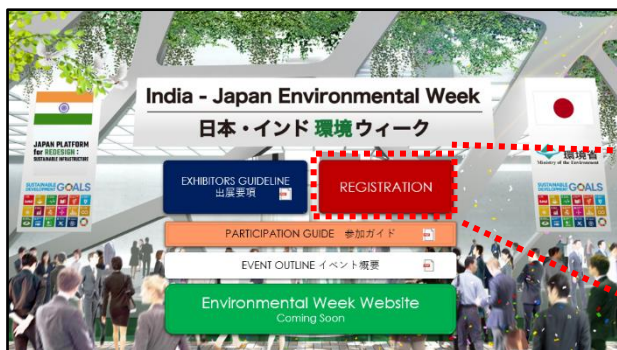 India - Japan Environmental Week
日本・インド 環境ウィーク
JAPAN PLATFORM
for REDESIGN :
SUSTAINABLE INFRASTRUCTURE
環境省
Ministry of the Environment
EXHIBITORS GUIDELINE
出展要項
REGISTRATION
SUSTAINABLE DEVELOPMENT GOALS
SUSTAINABLE DEVELOPMENT GOALS
PARTICIPATION GUIDE 参加ガイド
EVENT OUTLINE イベント概要
Environmental Week Website
Coming Soon